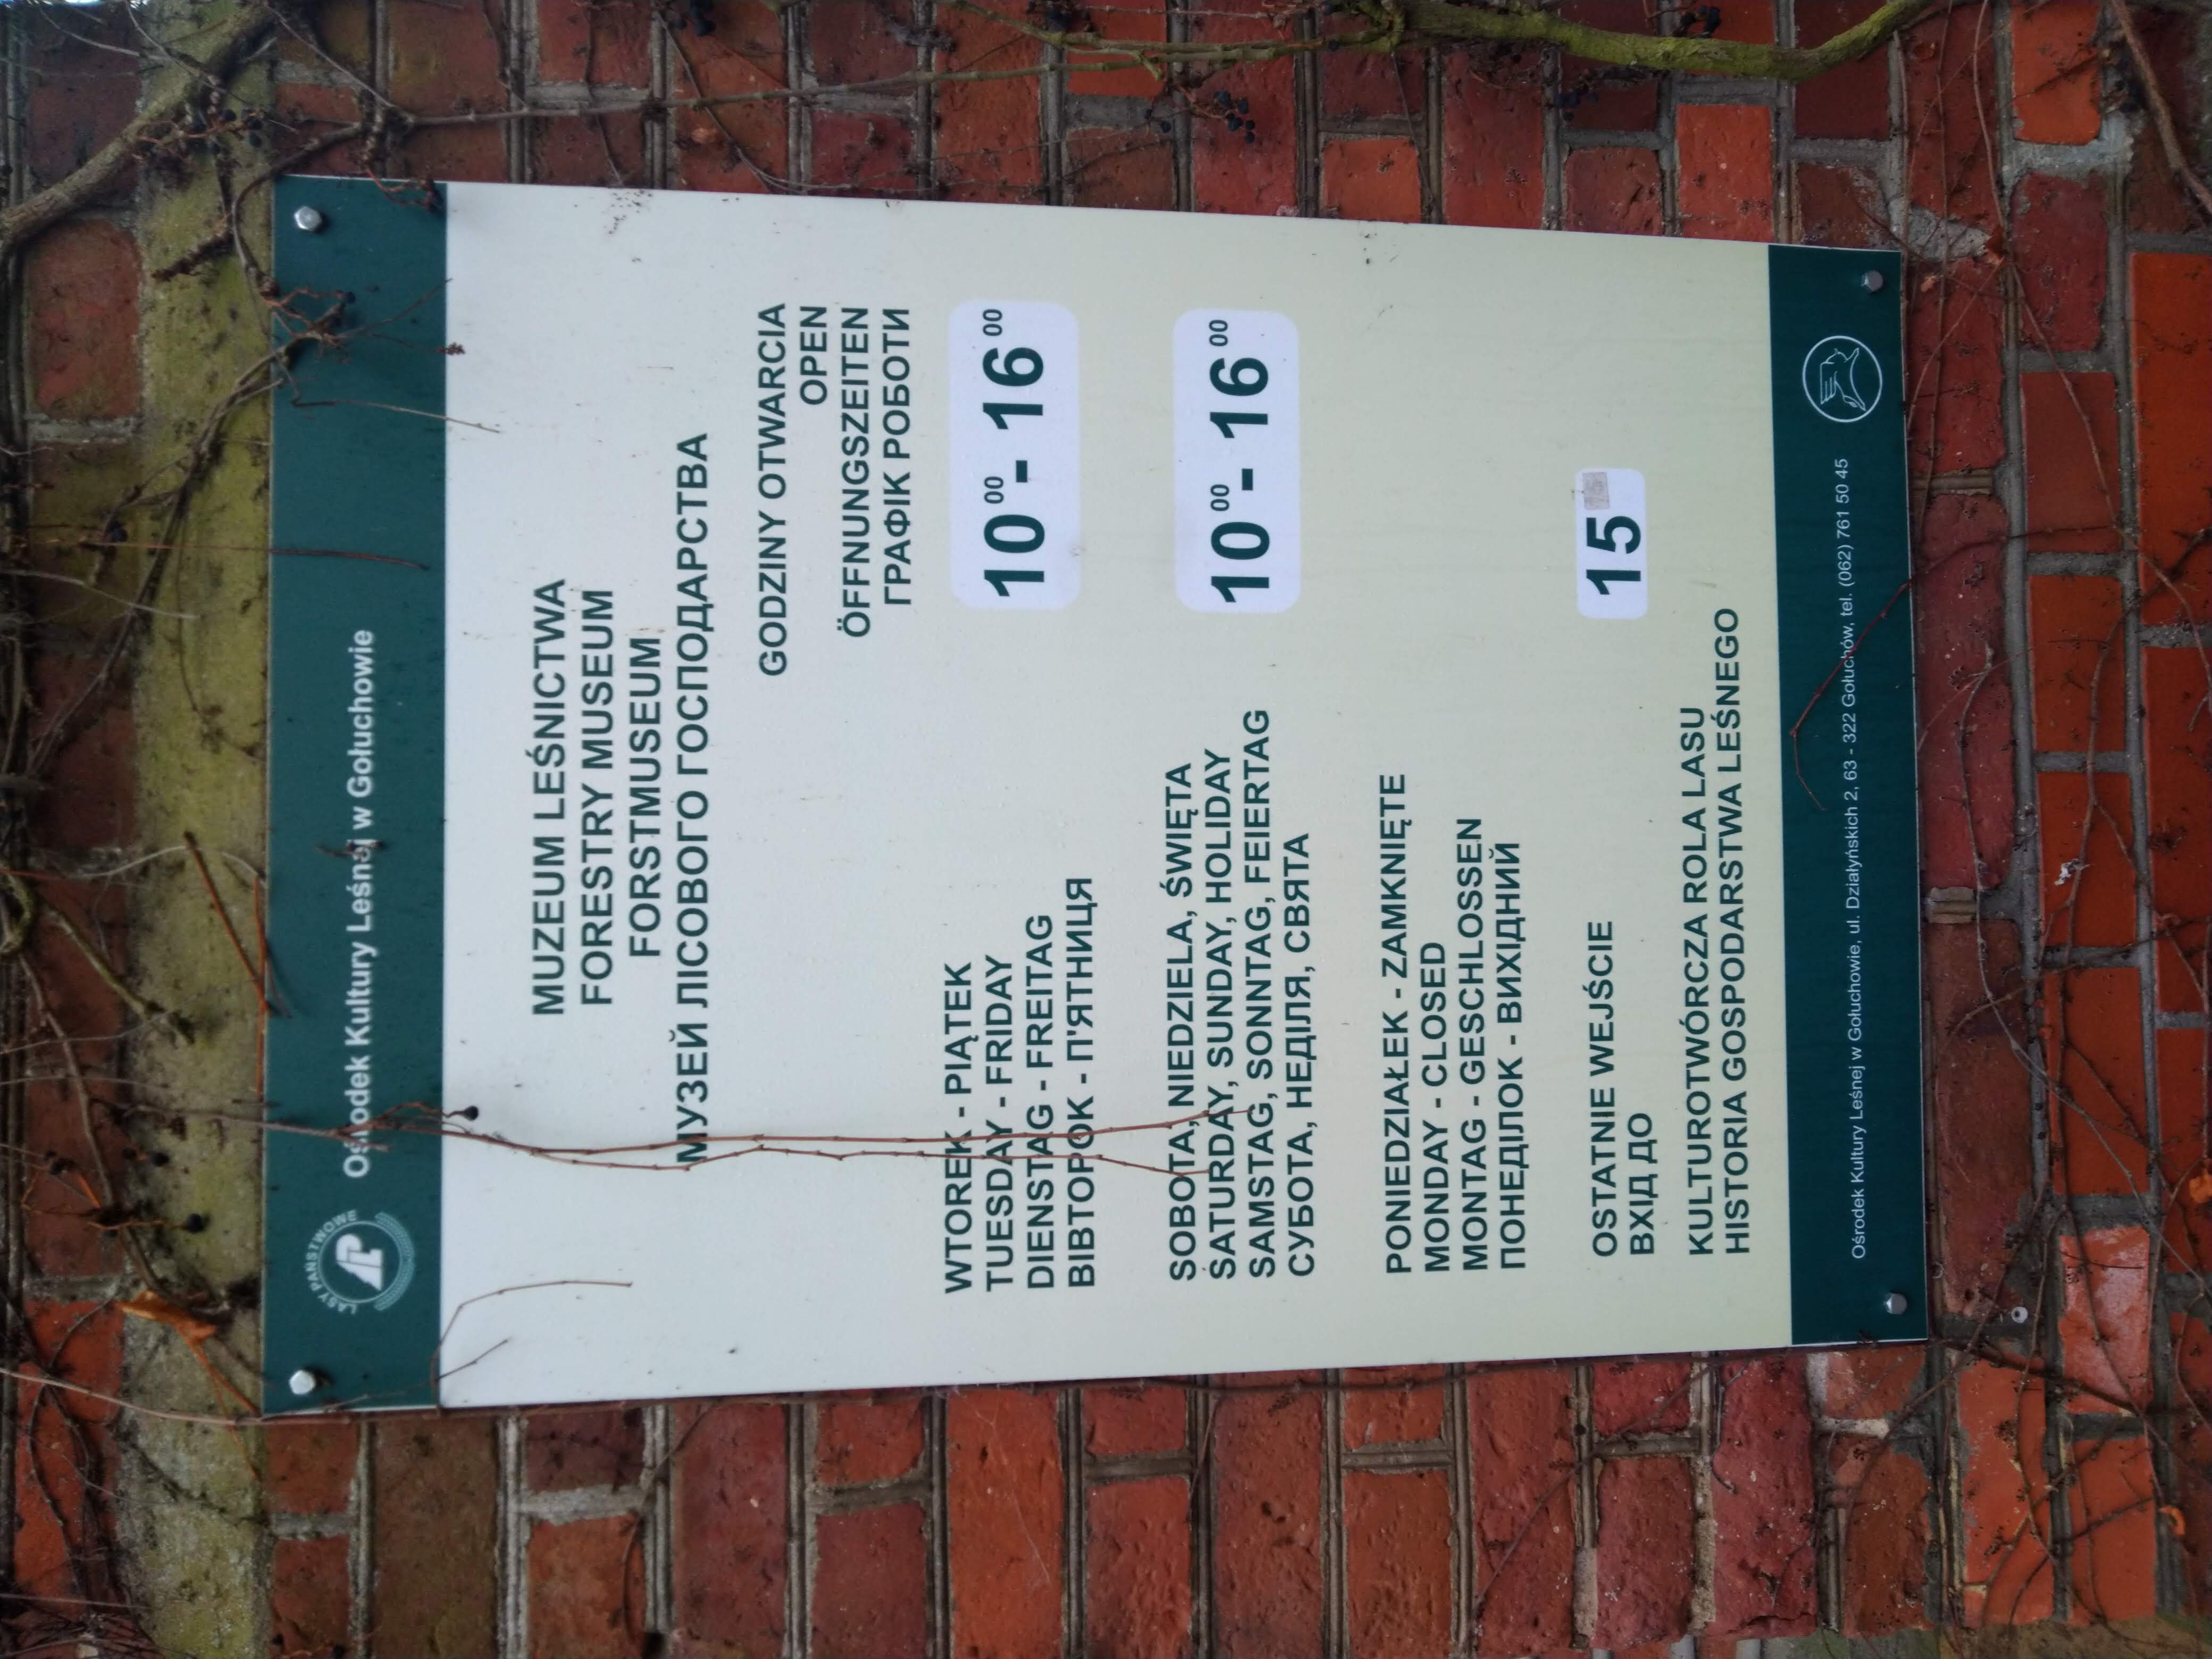 LASY PAŃSTWOWE
Ośrodek Kultury Leśnej w Gołuchowie
MUZEUM LEŚNICTWA
FORESTRY MUSEUM
FORSTMUSEUM
МУЗЕЙ ЛІСОВОГО ГОСПОДАРСТВА
GODZINY OTWARCIA
OPEN
ÖFFNUNGSZEITEN
ГРАФІК РОБОТИ
WTOREK - PIĄTEK
TUESDAY - FRIDAY
DIENSTAG - FREITAG
ВІВТОРОК - П'ЯТНИЦЯ
10⁰⁰ - 16⁰⁰
SOBOTA, NIEDZIELA, ŚWIĘTA
SATURDAY, SUNDAY, HOLIDAY
SAMSTAG, SONNTAG, FEIERTAG
СУБОТА, НЕДІЛЯ, СВЯТА
10⁰⁰ - 16⁰⁰
PONIEDZIAŁEK - ZAMKNIĘTE
MONDAY - CLOSED
MONTAG - GESCHLOSSEN
ПОНЕДІЛОК - ВИХІДНИЙ
OSTATNIE WEJŚCIE
ВХІД ДО
15
KULTUROTWÓRCZA ROLA LASU
HISTORIA GOSPODARSTWA LEŚNEGO
Ośrodek Kultury Leśnej w Gołuchowie, ul. Działyńskich 2, 63 - 322 Gołuchów, tel. (062) 761 50 45